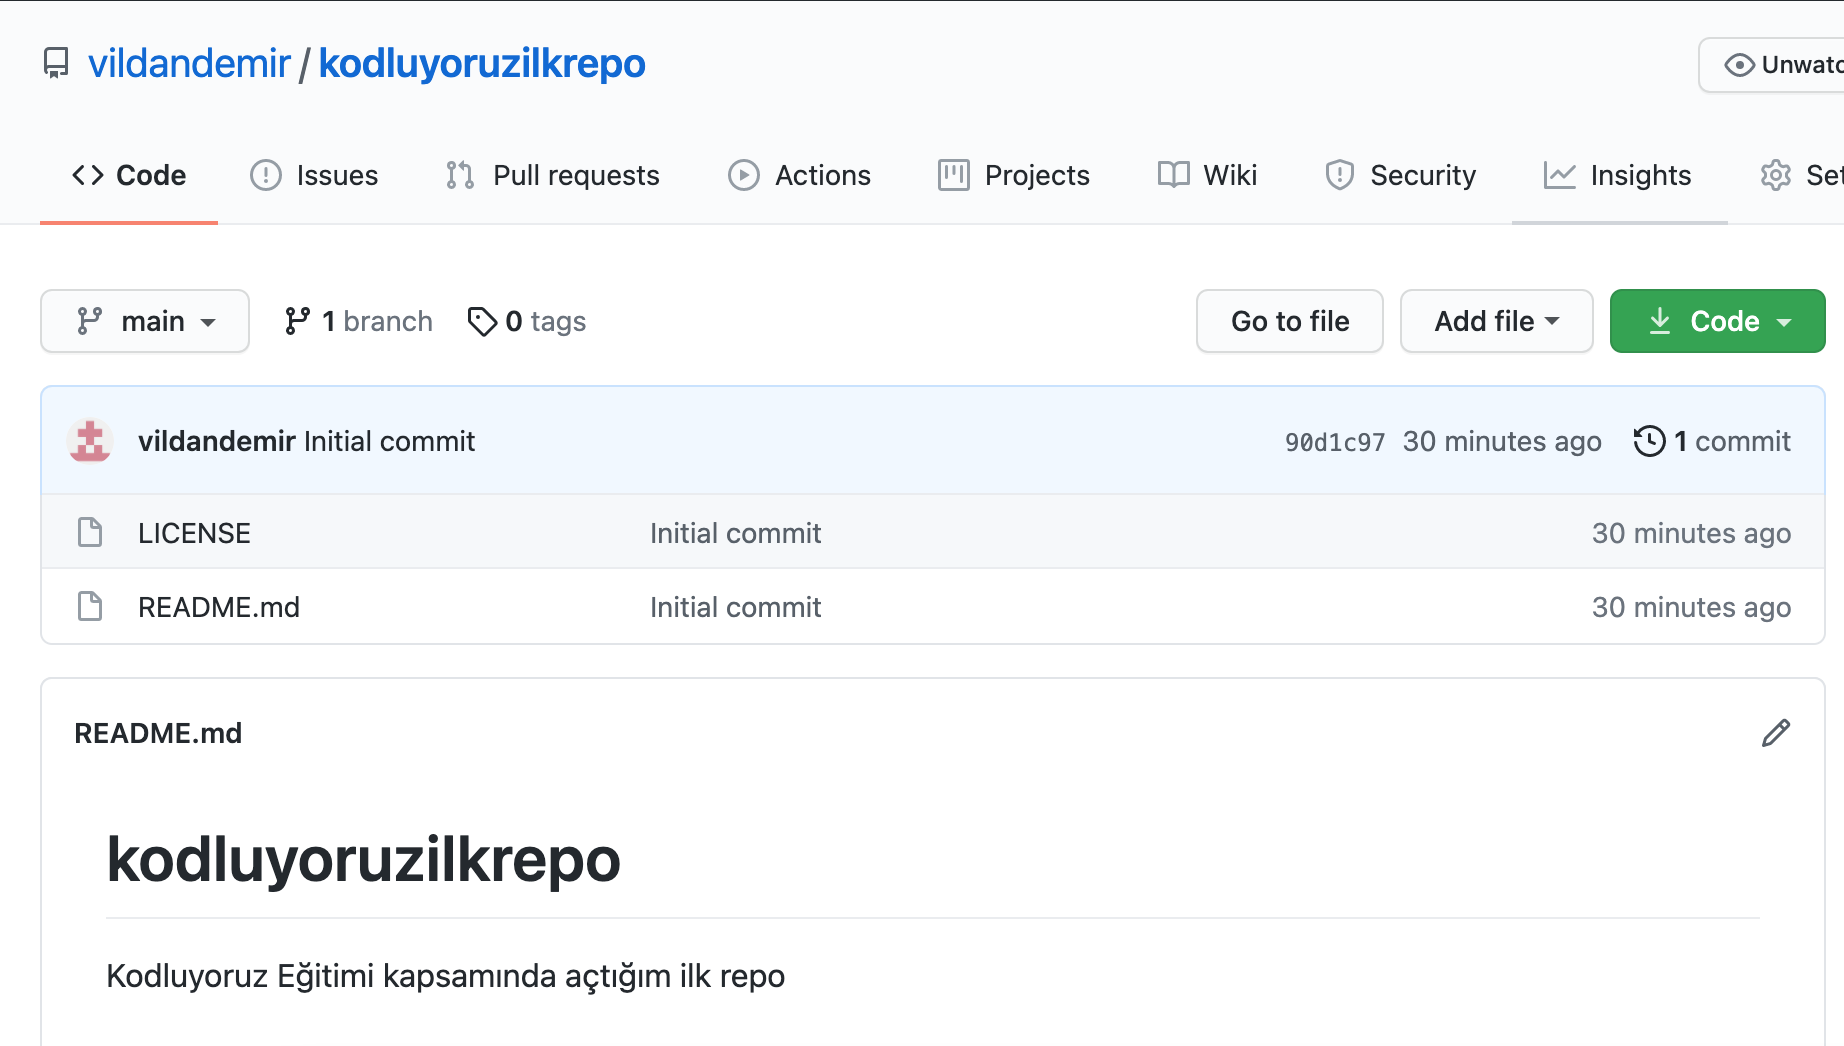 vildandemir / kodluyoruzilkrepo
Unwatc
Code Issues Pull requests Actions Projects Wiki Security Insights Set
main 1 branch 0 tags Go to file Add file Code
vildandemir Initial commit 90d1c97 30 minutes ago 1 commit
LICENSE Initial commit 30 minutes ago
README.md Initial commit 30 minutes ago
README.md
kodluyoruzilkrepo
Kodluyoruz Eğitimi kapsamında açtığım ilk repo